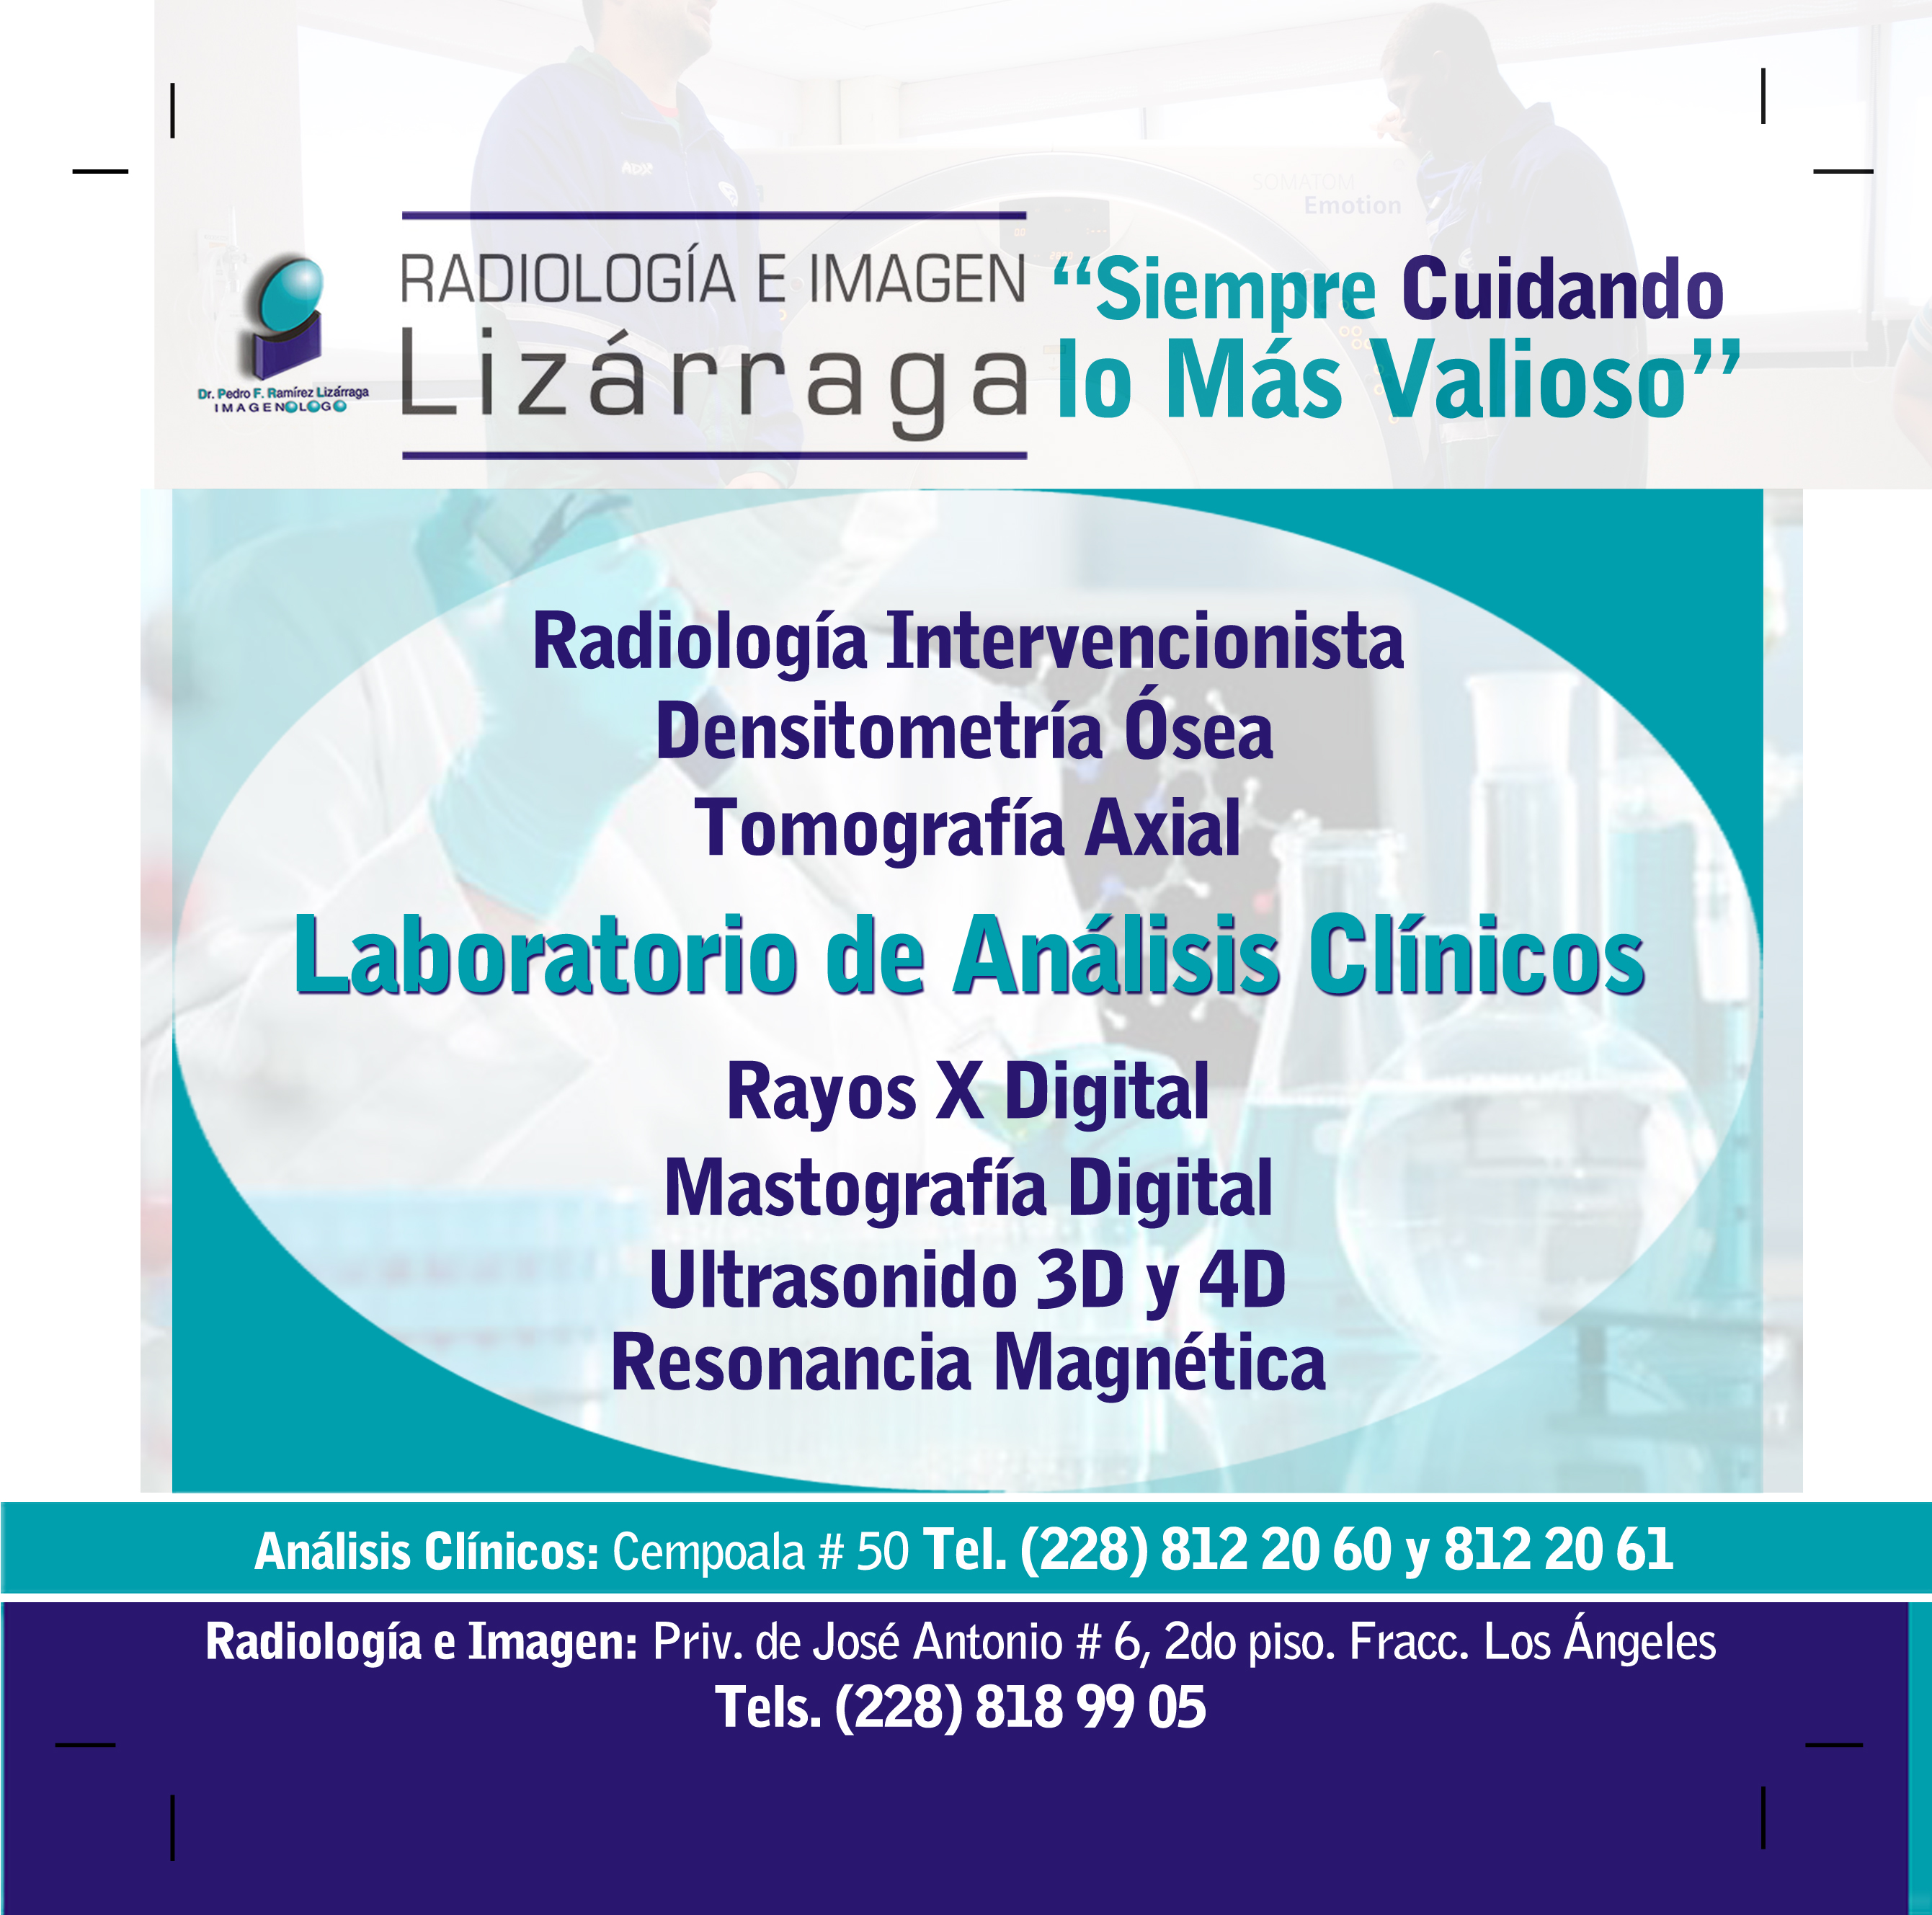 ADX
SOMATOM
Emotion
RADIOLOGÍA E IMAGEN
Lizárraga
Dr. Pedro F. Ramírez Lizárraga
IMAGENOLOGO
“Siempre Cuidando
lo Más Valioso”
Radiología Intervencionista
Densitometría Ósea
Tomografía Axial
Laboratorio de Análisis Clínicos
Rayos X Digital
Mastografía Digital
Ultrasonido 3D y 4D
Resonancia Magnética
Análisis Clínicos: Cempoala # 50 Tel. (228) 812 20 60 y 812 20 61
Radiología e Imagen: Priv. de José Antonio # 6, 2do piso. Fracc. Los Ángeles
Tels. (228) 818 99 05